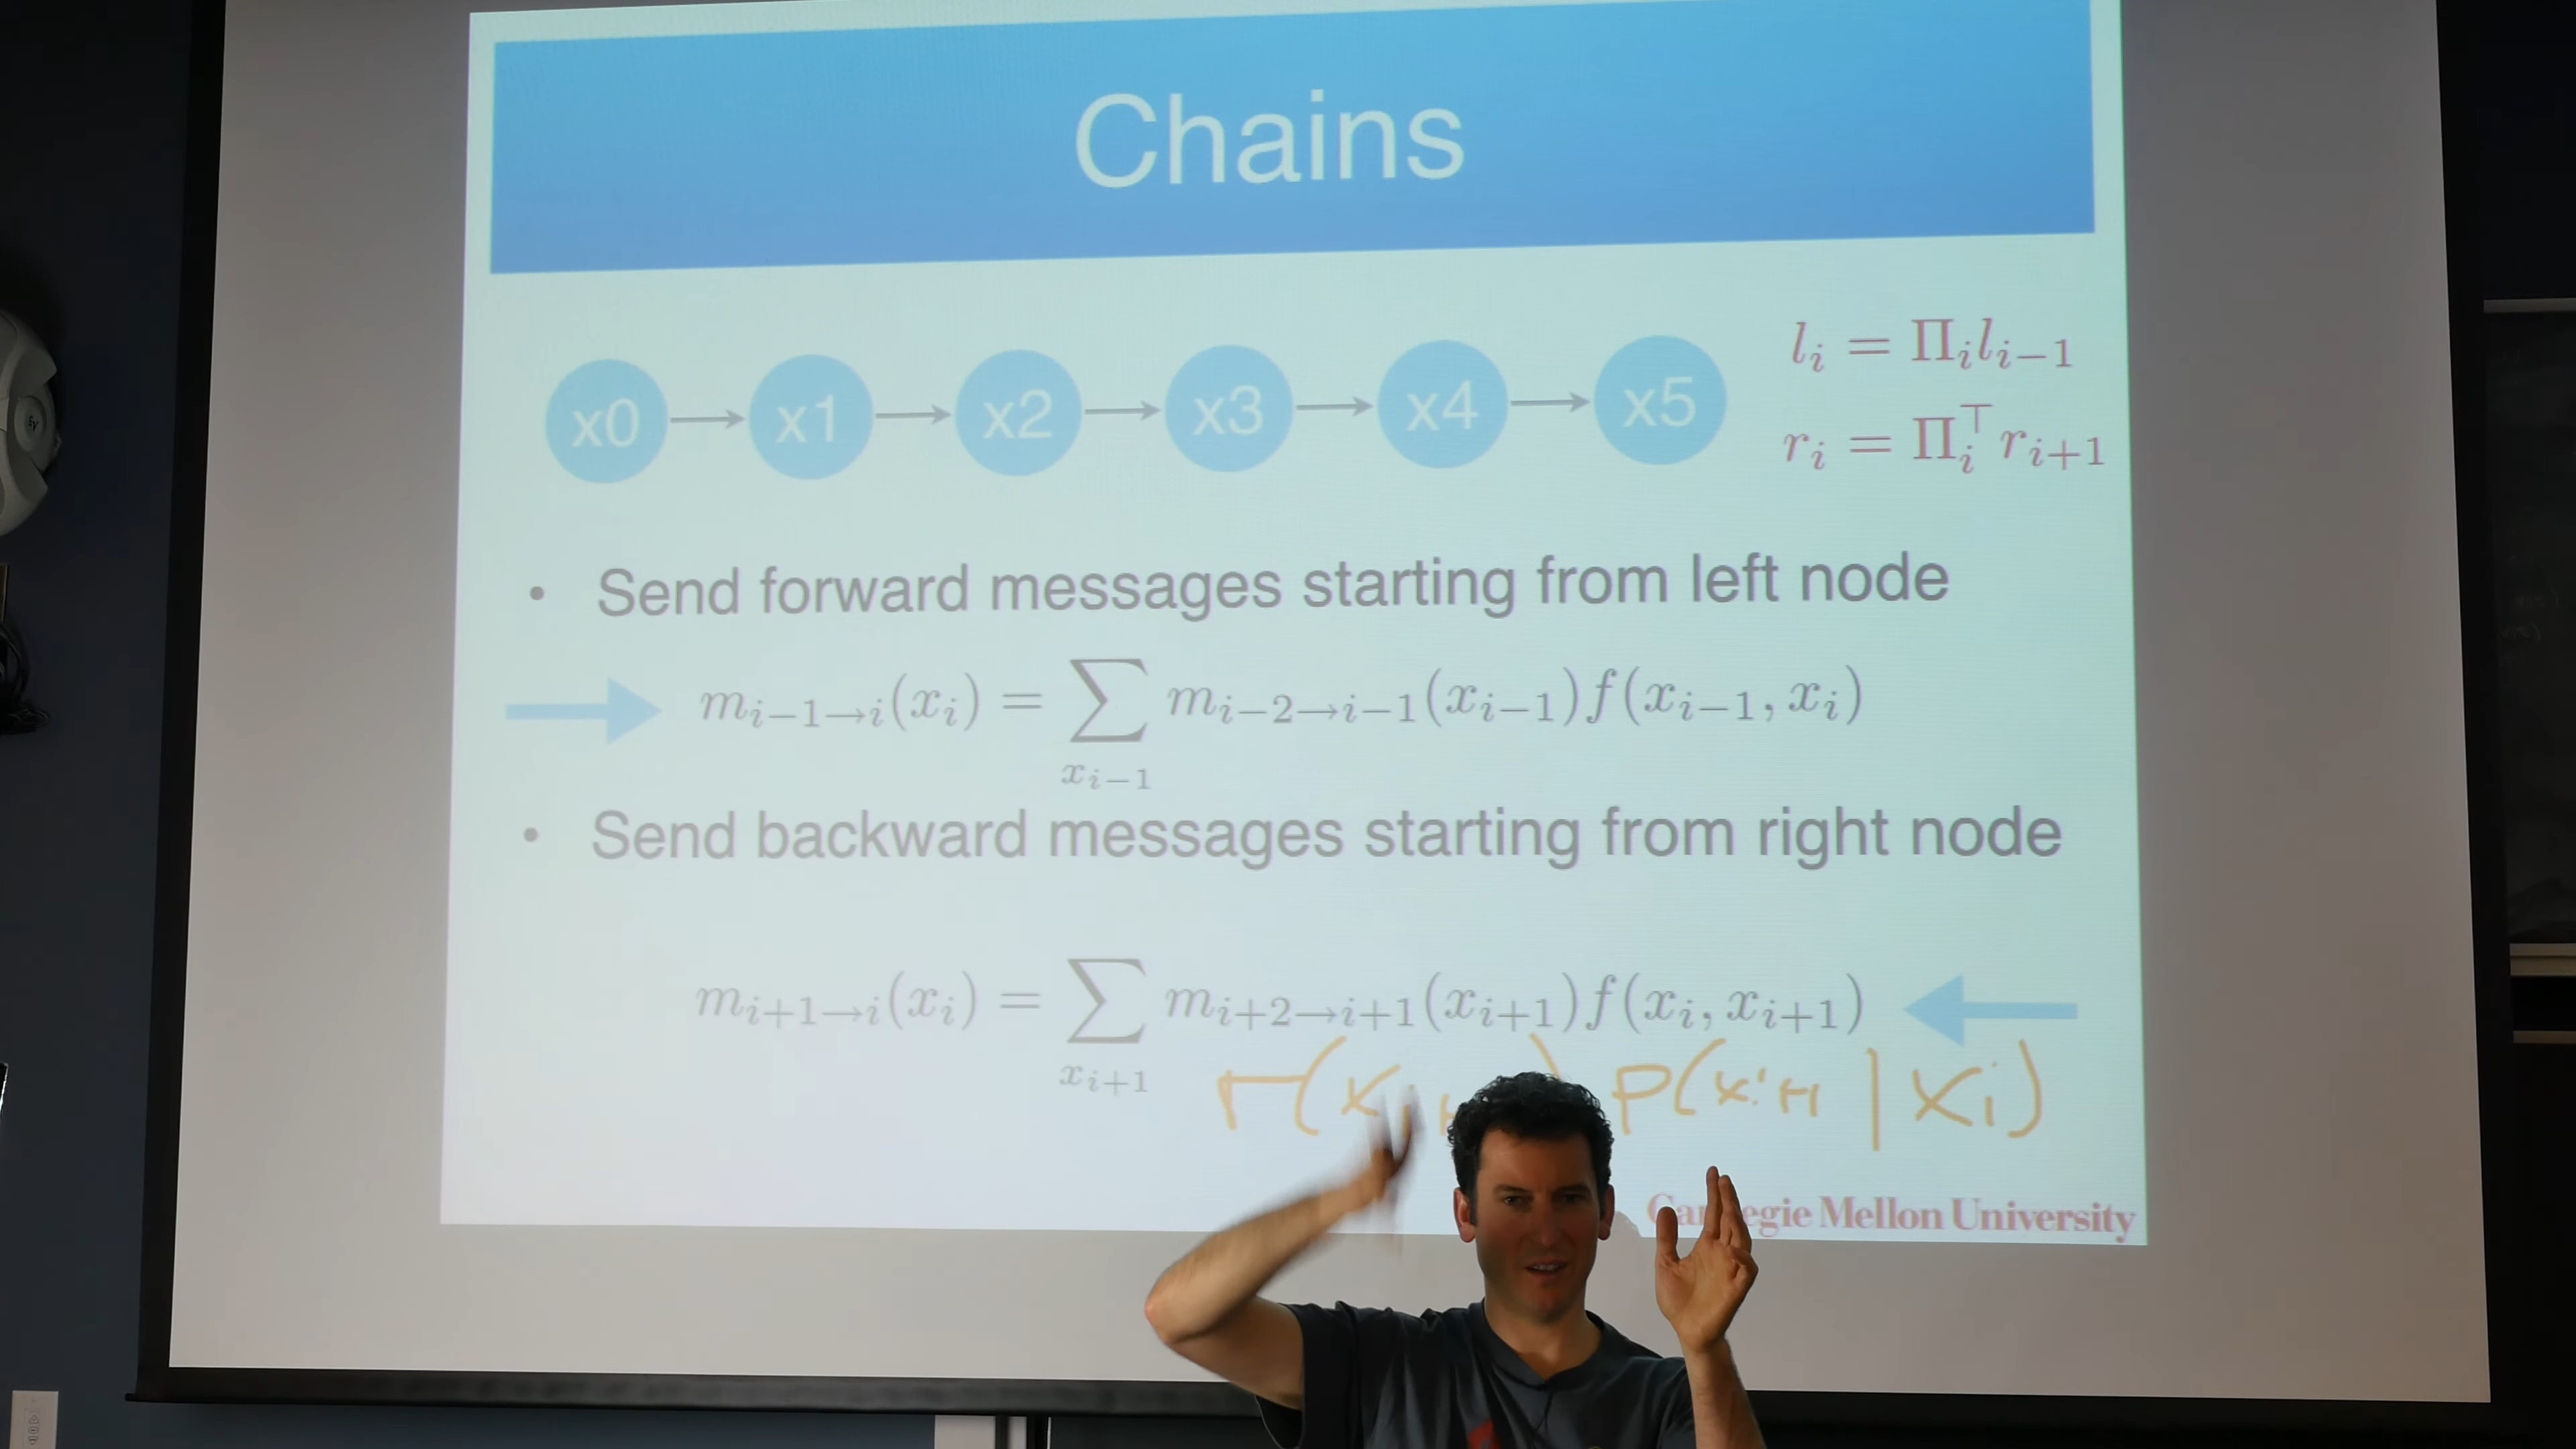 Chains
x0 x1 x2 x3 x4 x5
l_i = Π_i l_{i−1}
r_i = Π_i^⊤ r_{i+1}
• Send forward messages starting from left node
m_{i−1→i}(x_i) = ∑_{x_{i−1}} m_{i−2→i−1}(x_{i−1}) f(x_{i−1}, x_i)
• Send backward messages starting from right node
m_{i+1→i}(x_i) = ∑_{x_{i+1}} m_{i+2→i+1}(x_{i+1}) f(x_i, x_{i+1})
p(x_{i+1} | x_i)
Carnegie Mellon University